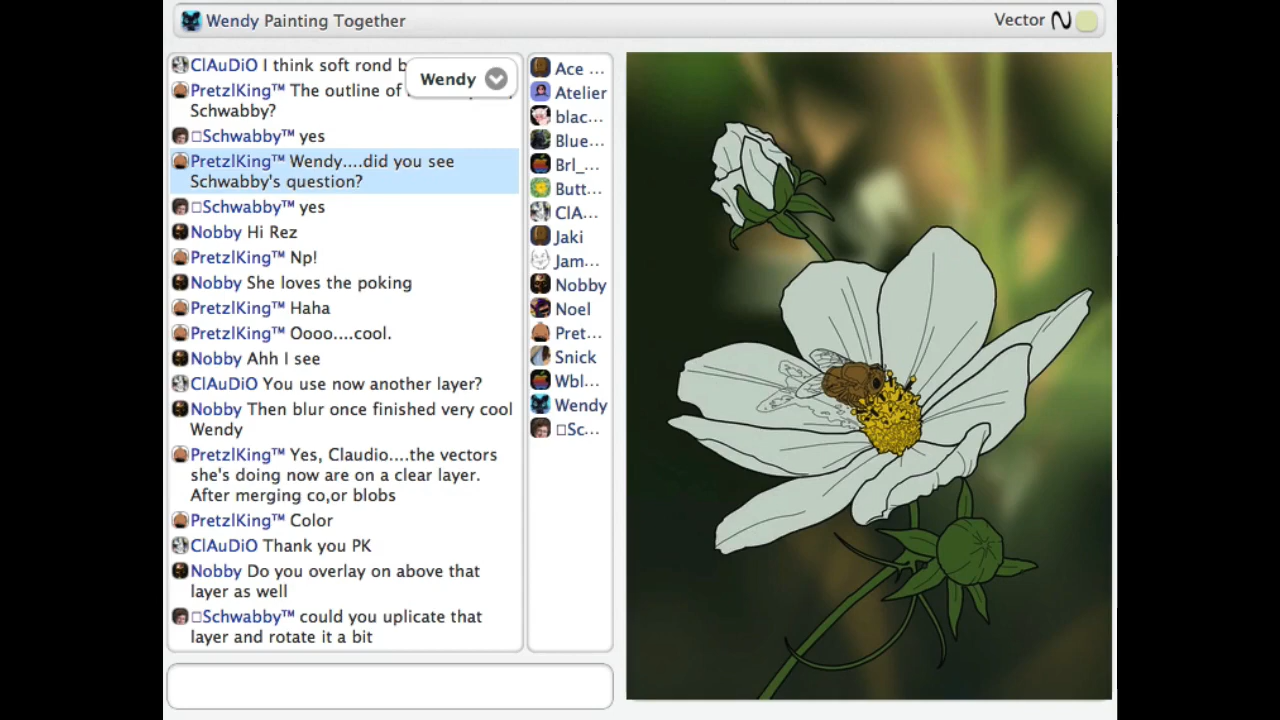 Wendy Painting Together
Vector
ClAuDiO I think soft rond b
Wendy
PretzlKing™ The outline of
Schwabby?
Schwabby™ yes
PretzlKing™ Wendy....did you see
Schwabby's question?
Schwabby™ yes
Nobby Hi Rez
PretzlKing™ Np!
Nobby She loves the poking
PretzlKing™ Haha
PretzlKing™ Oooo....cool.
Nobby Ahh I see
ClAuDiO You use now another layer?
Nobby Then blur once finished very cool
Wendy
PretzlKing™ Yes, Claudio....the vectors
she's doing now are on a clear layer.
After merging co,or blobs
PretzlKing™ Color
ClAuDiO Thank you PK
Nobby Do you overlay on above that
layer as well
Schwabby™ could you uplicate that
layer and rotate it a bit
Ace ...
Atelier
blac...
Blue...
Brl_...
Butt...
ClA...
Jaki
Jam...
Nobby
Noel
Pret...
Snick
Wbl...
Wendy
Sc...